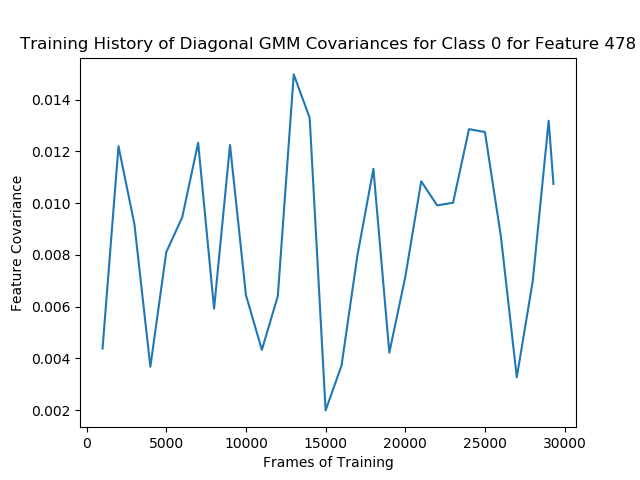 Training History of Diagonal GMM Covariances for Class 0 for Feature 478
0.014
0.012
0.010
0.008
0.006
0.004
0.002
Feature Covariance
0 5000 10000 15000 20000 25000 30000
Frames of Training